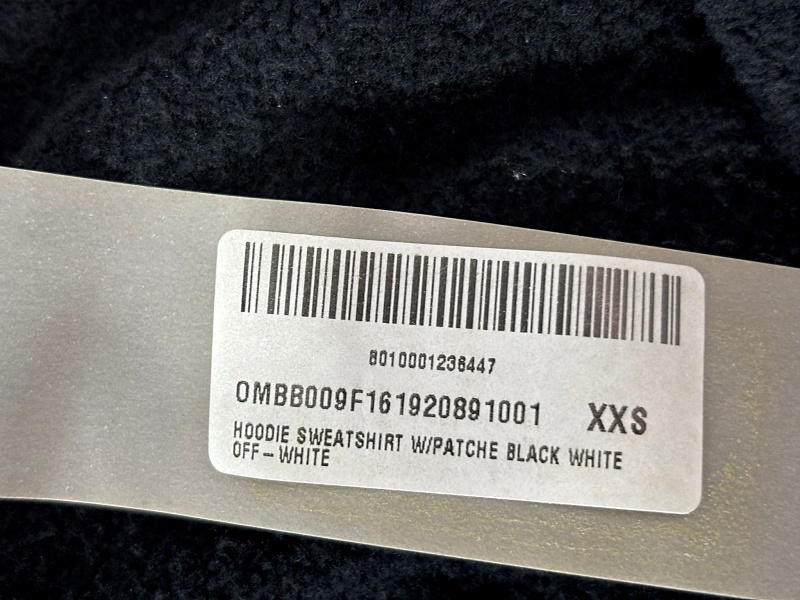 8010001236447
OMBB009F161920891001 XXS
HOODIE SWEATSHIRT W/PATCHE BLACK WHITE
OFF-WHITE